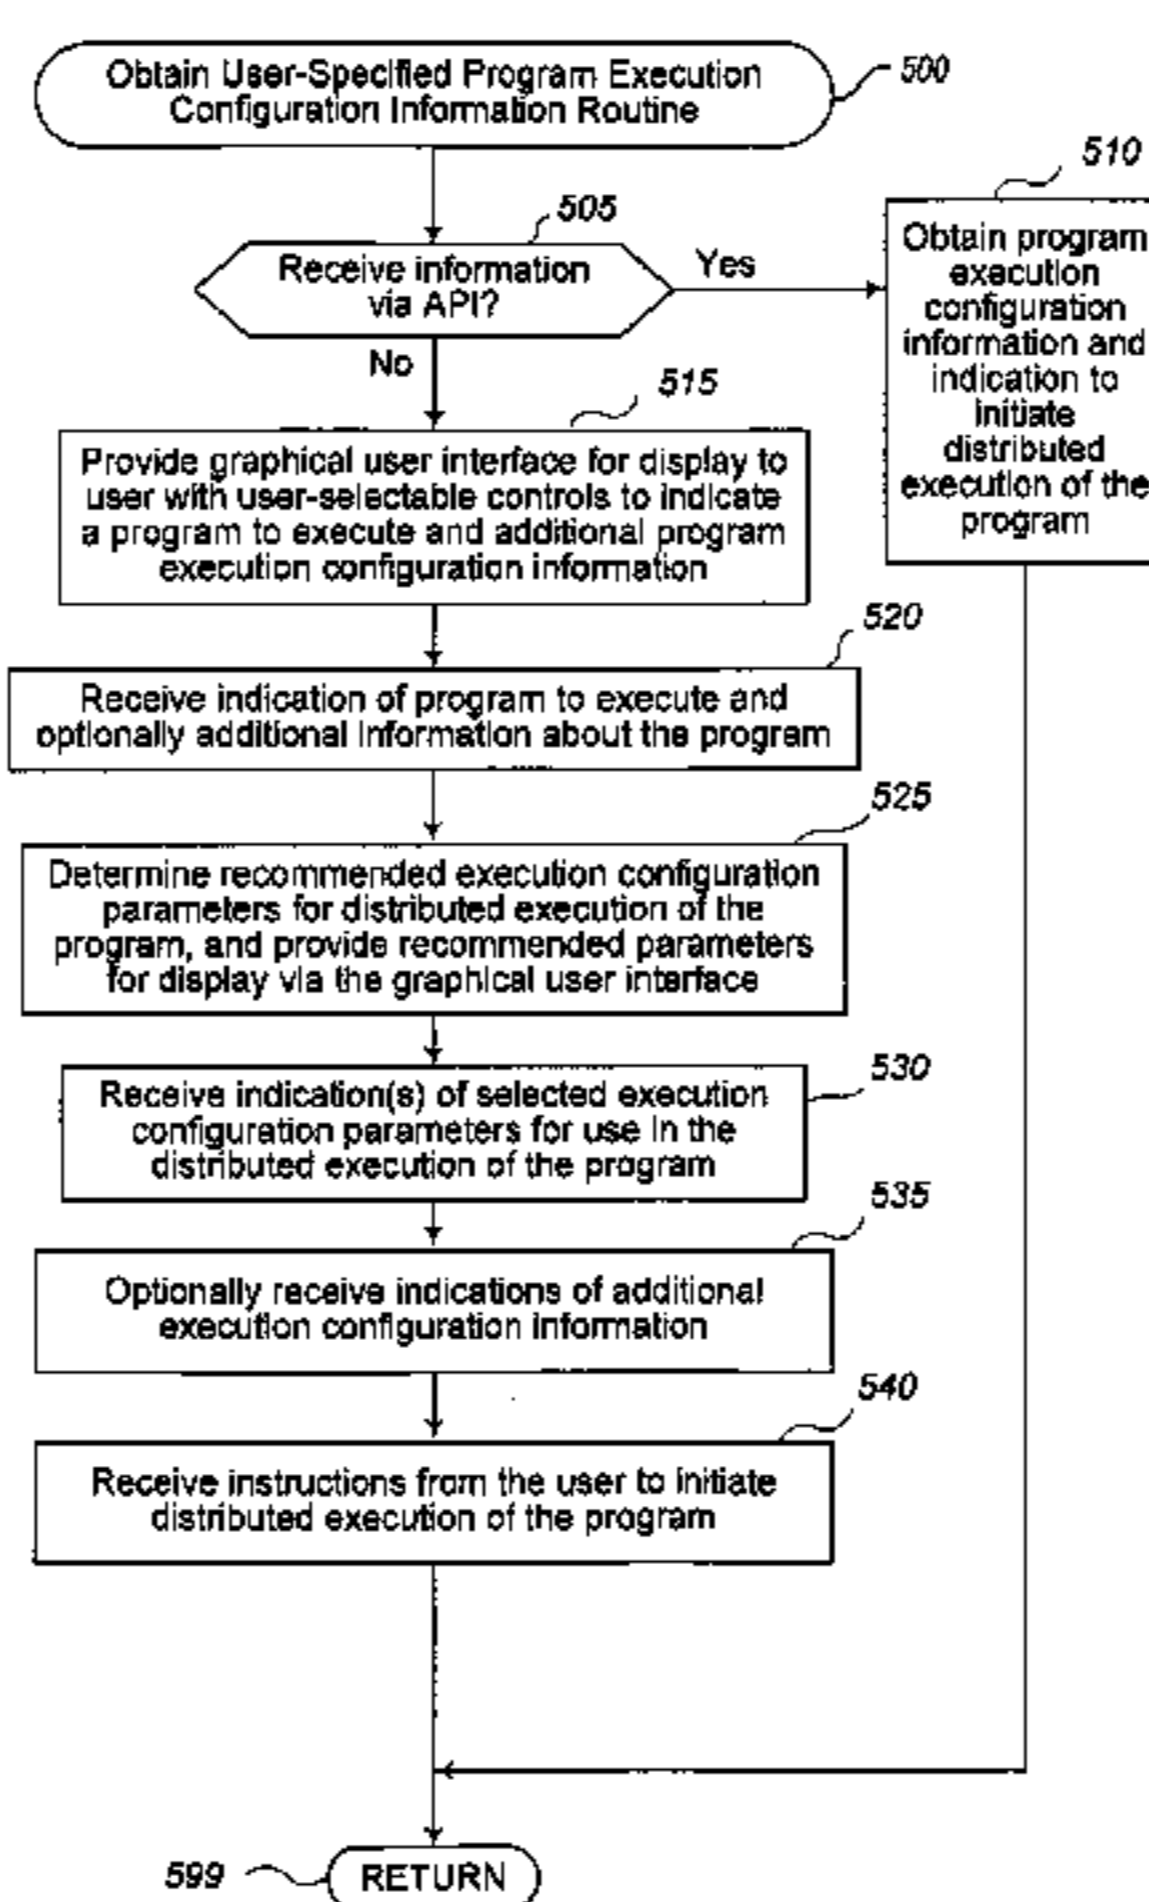 Obtain User-Specified Program Execution
Configuration Information Routine
500
505
Receive information
via API?
Yes
No
510
Obtain program
execution
configuration
information and
indication to
initiate
distributed
execution of the
program
515
Provide graphical user interface for display to
user with user-selectable controls to indicate
a program to execute and additional program
execution configuration information
520
Receive indication of program to execute and
optionally additional information about the program
525
Determine recommended execution configuration
parameters for distributed execution of the
program, and provide recommended parameters
for display via the graphical user interface
530
Receive indication(s) of selected execution
configuration parameters for use in the
distributed execution of the program
535
Optionally receive indications of additional
execution configuration information
540
Receive instructions from the user to initiate
distributed execution of the program
599
RETURN